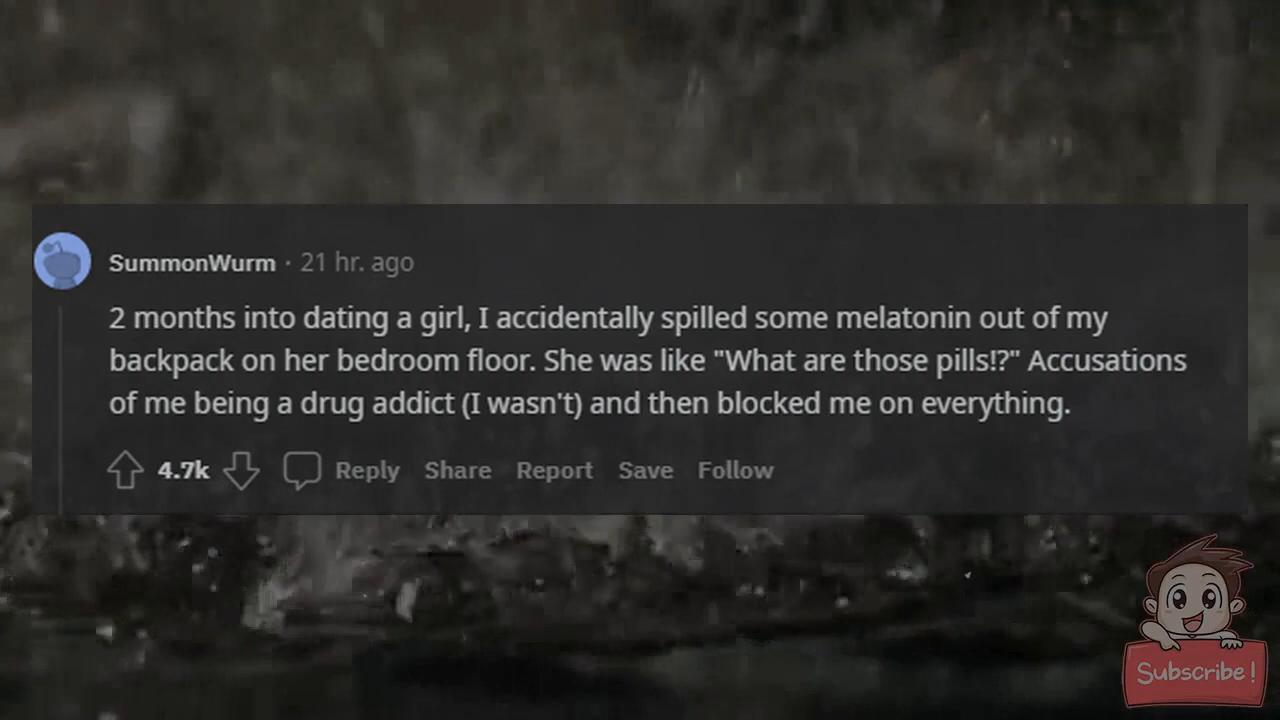 SummonWurm · 21 hr. ago
2 months into dating a girl, I accidentally spilled some melatonin out of my
backpack on her bedroom floor. She was like "What are those pills!?" Accusations
of me being a drug addict (I wasn't) and then blocked me on everything.
4.7k Reply Share Report Save Follow
Subscribe!